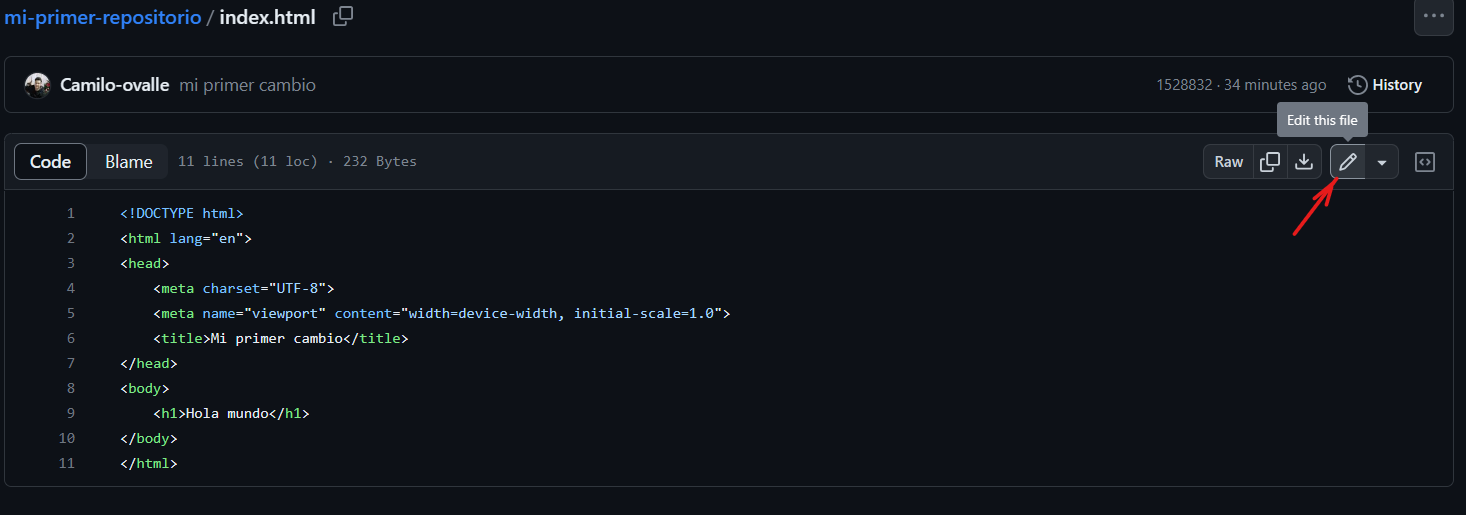 mi-primer-repositorio / index.html
Camilo-ovalle mi primer cambio 1528832 · 34 minutes ago History
Edit this file
Code Blame 11 lines (11 loc) · 232 Bytes Raw
1 <!DOCTYPE html>
2 <html lang="en">
3 <head>
4     <meta charset="UTF-8">
5     <meta name="viewport" content="width=device-width, initial-scale=1.0">
6     <title>Mi primer cambio</title>
7 </head>
8 <body>
9     <h1>Hola mundo</h1>
10 </body>
11 </html>